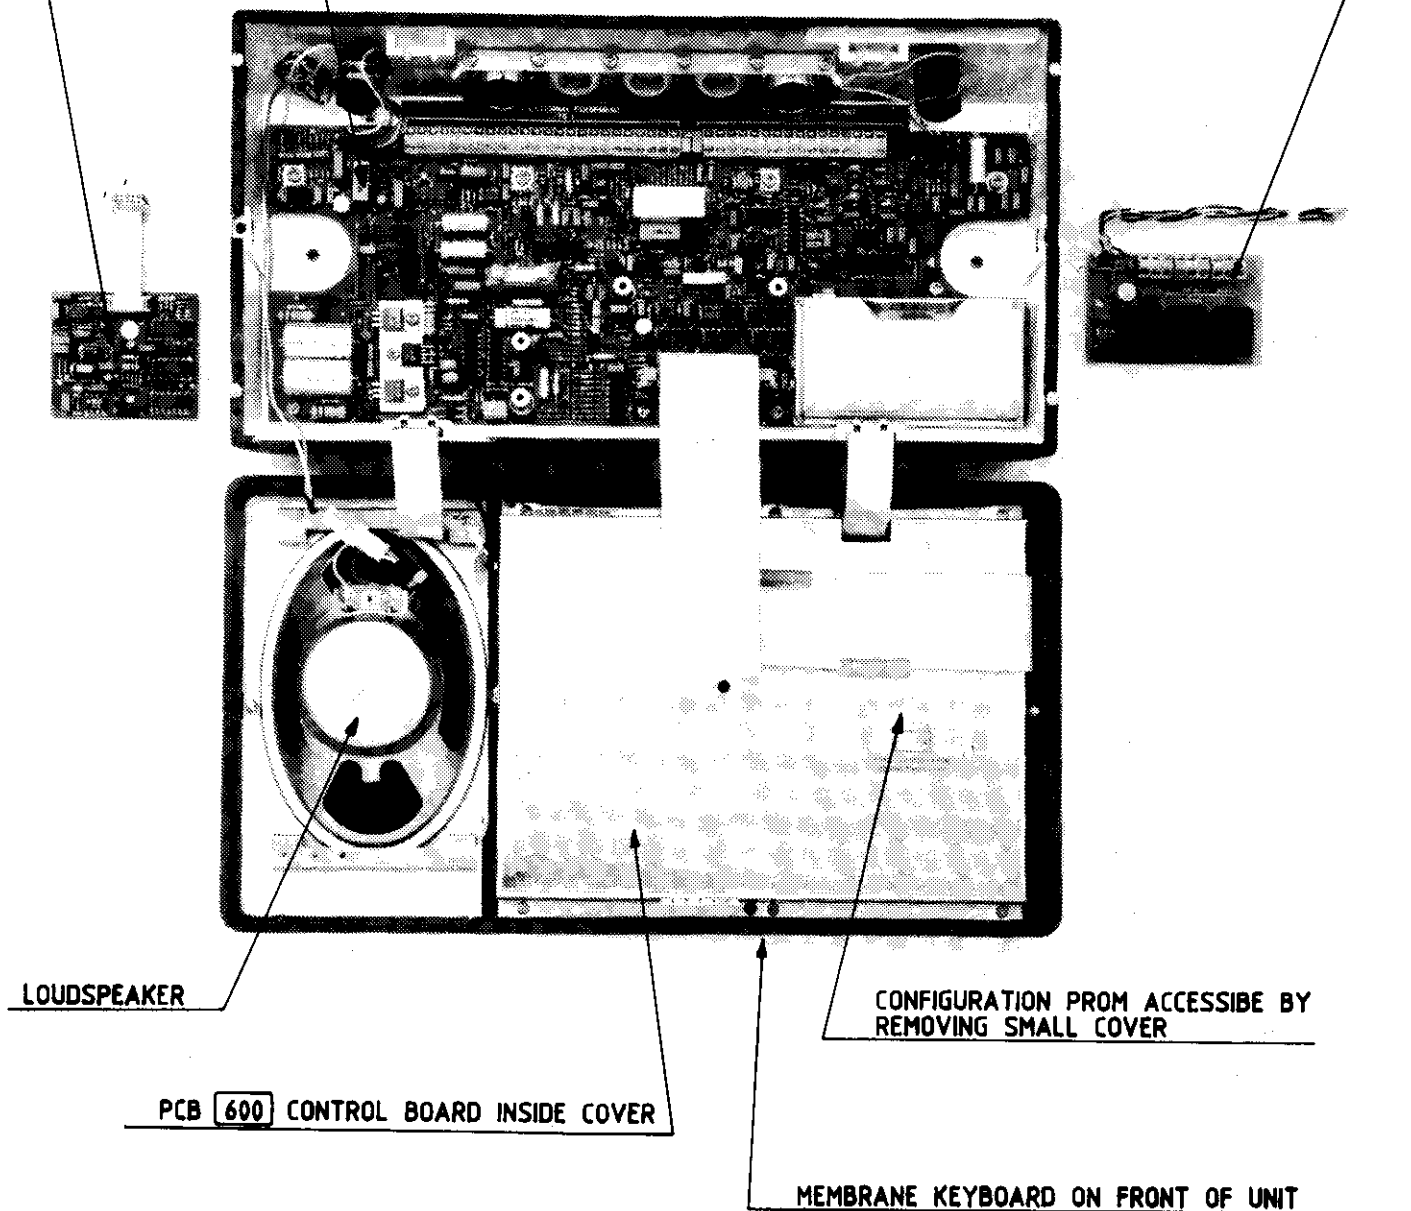 LOUDSPEAKER
CONFIGURATION PROM ACCESSIBE BY
REMOVING SMALL COVER
PCB 600 CONTROL BOARD INSIDE COVER
MEMBRANE KEYBOARD ON FRONT OF UNIT